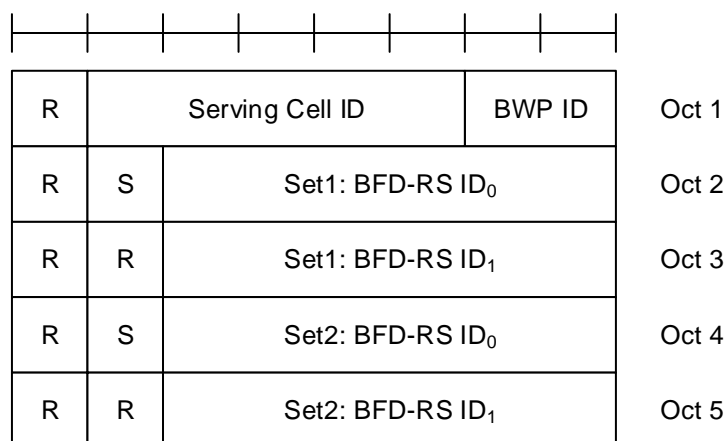 R Serving Cell ID BWP ID Oct 1
R S Set1: BFD-RS ID₀ Oct 2
R R Set1: BFD-RS ID₁ Oct 3
R S Set2: BFD-RS ID₀ Oct 4
R R Set2: BFD-RS ID₁ Oct 5